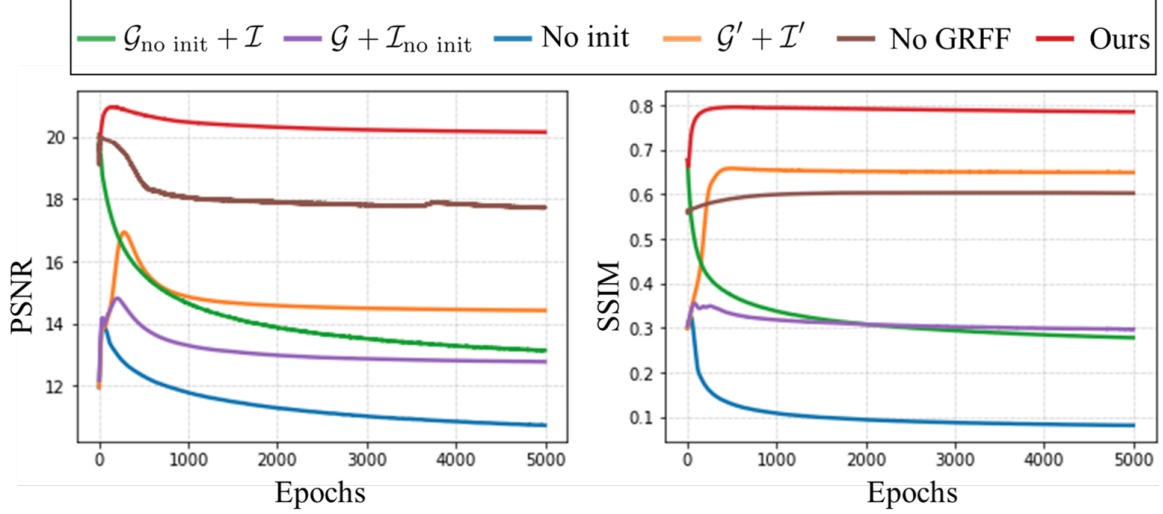 𝒢no init + ℐ 𝒢 + ℐno init No init 𝒢′ + ℐ′ No GRFF Ours
PSNR
20
18
16
14
12
0 1000 2000 3000 4000 5000
Epochs
SSIM
0.8
0.7
0.6
0.5
0.4
0.3
0.2
0.1
0 1000 2000 3000 4000 5000
Epochs